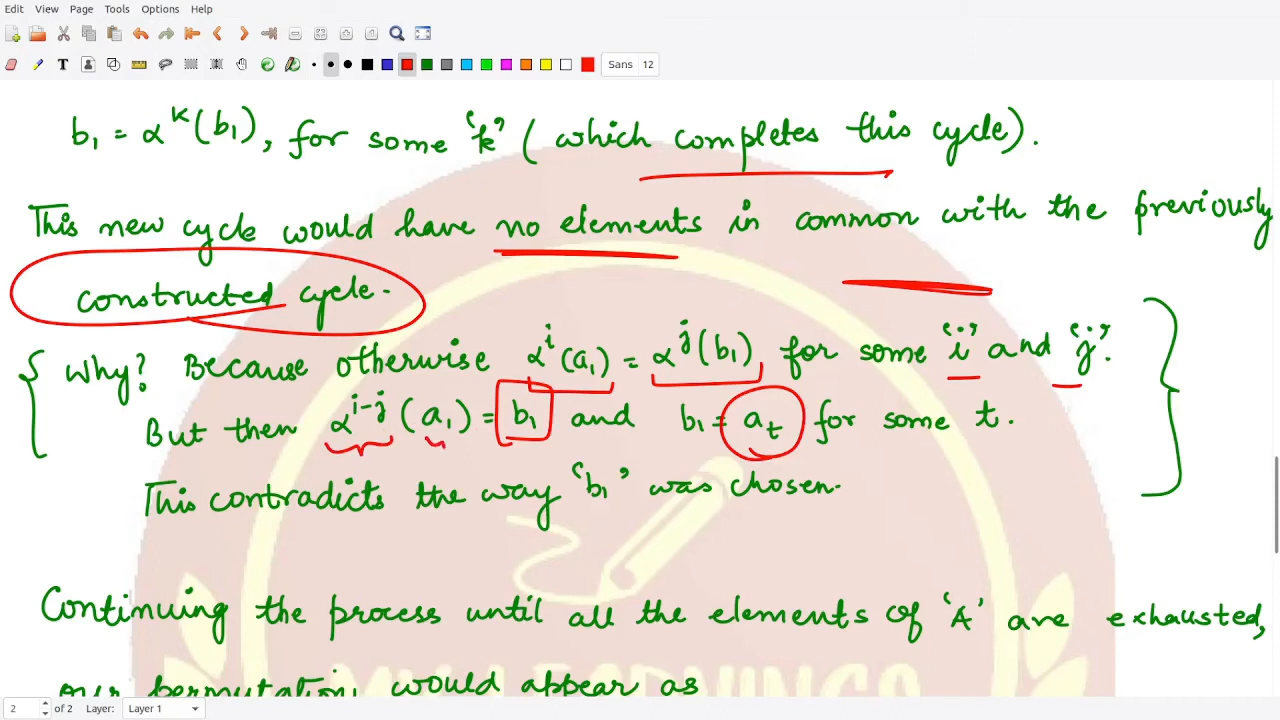 Edit View Page Tools Options Help
Sans 12
b₁ = α^k(b₁), for some 'k' (which completes this cycle).
This new cycle would have no elements in common with the previously
constructed cycle.
Why? Because otherwise α^i(a₁) = α^j(b₁) for some 'i' and 'j'.
But then α^(i-j)(a₁) = b₁ and b₁ = a_t for some t.
This contradicts the way 'b₁' was chosen.
Continuing the process until all the elements of 'A' are exhausted,
our permutation would appear as
2 of 2 Layer: Layer 1